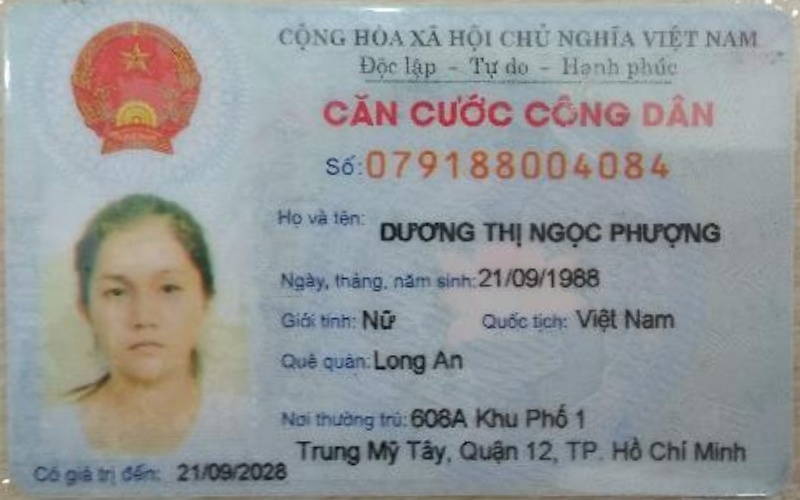 CỘNG HÒA XÃ HỘI CHỦ NGHĨA VIỆT NAM
Độc lập - Tự do - Hạnh phúc
CĂN CƯỚC CÔNG DÂN
Số: 079188004084
Họ và tên: DƯƠNG THỊ NGỌC PHƯỢNG
Ngày, tháng, năm sinh: 21/09/1988
Giới tính: Nữ Quốc tịch: Việt Nam
Quê quán: Long An
Nơi thường trú: 608A Khu Phố 1
Trung Mỹ Tây, Quận 12, TP. Hồ Chí Minh
Có giá trị đến: 21/09/2028